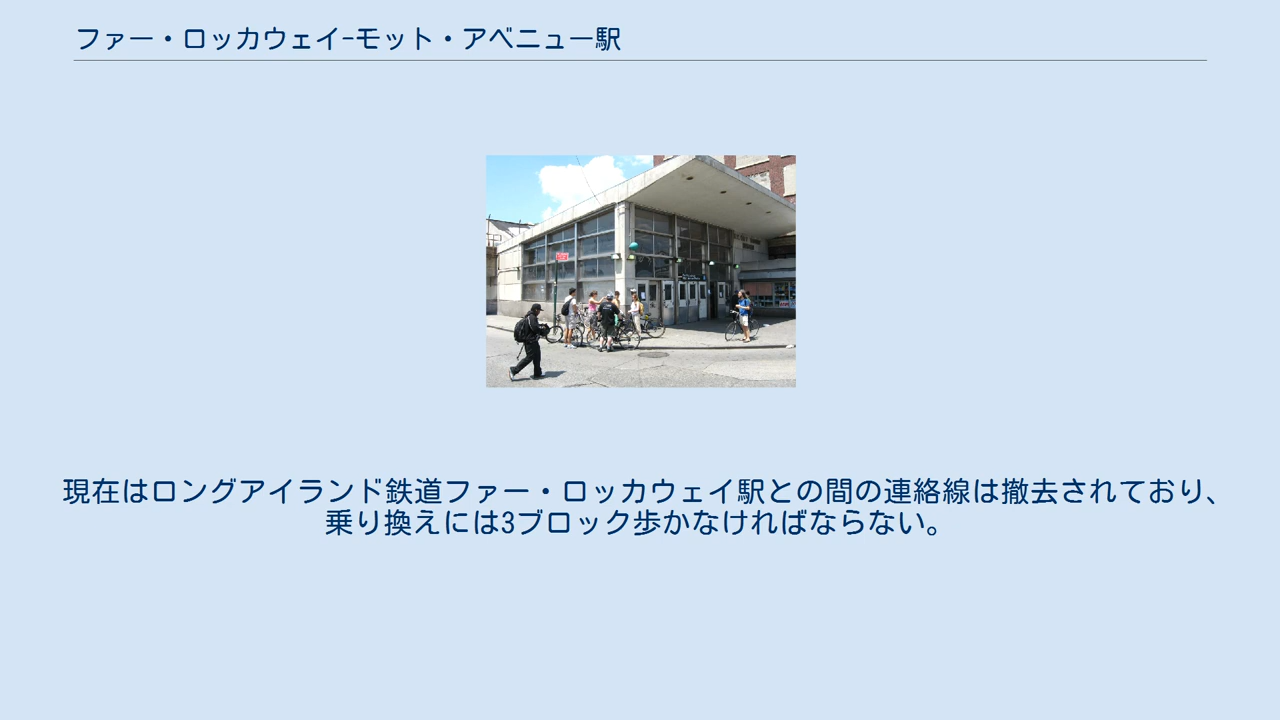 ファー・ロッカウェイ-モット・アベニュー駅
現在はロングアイランド鉄道ファー・ロッカウェイ駅との間の連絡線は撤去されており、
乗り換えには3ブロック歩かなければならない。